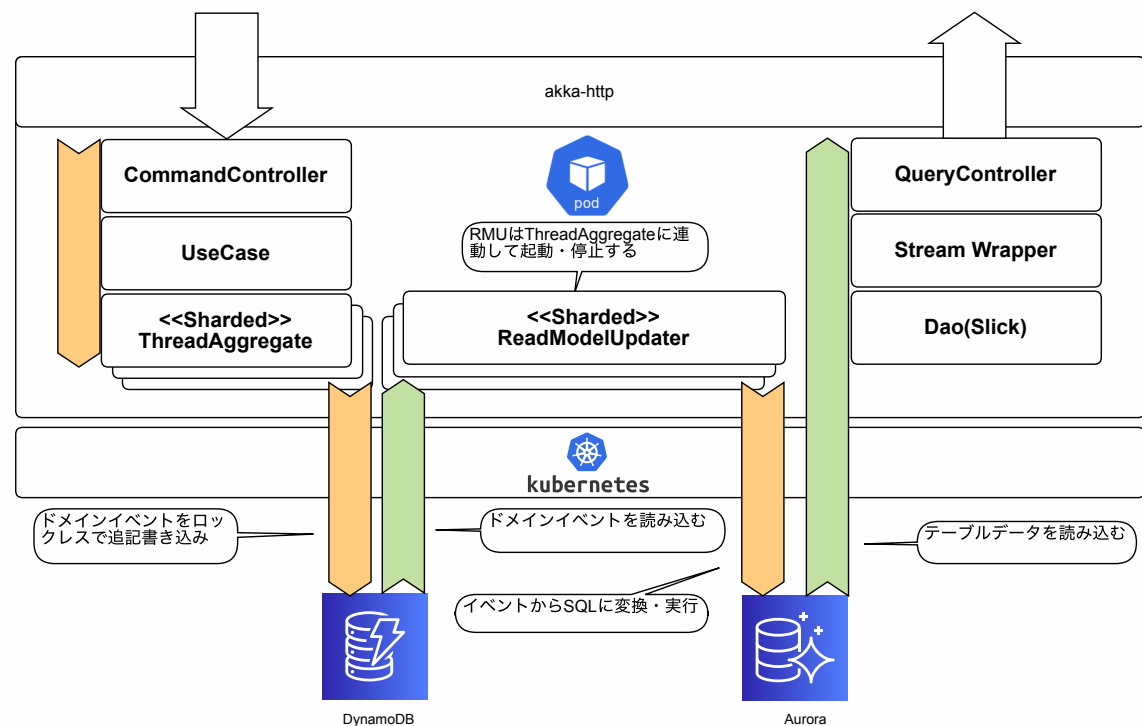 akka-http
CommandController
UseCase
<<Sharded>>
ThreadAggregate
pod
RMUはThreadAggregateに連
動して起動・停止する
<<Sharded>>
ReadModelUpdater
QueryController
Stream Wrapper
Dao(Slick)
kubernetes
ドメインイベントをロッ
クレスで追記書き込み
ドメインイベントを読み込む
テーブルデータを読み込む
イベントからSQLに変換・実行
DynamoDB
Aurora